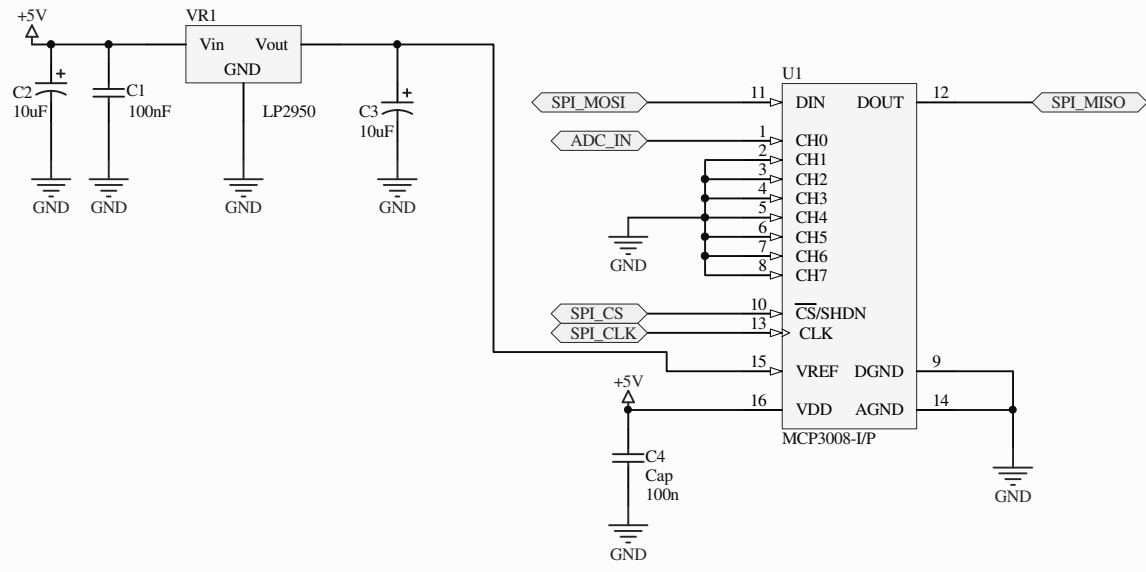 +5V
VR1
Vin Vout
GND
LP2950
C2
10uF
C1
100nF
C3
10uF
GND GND GND GND
U1
SPI_MOSI 11 DIN DOUT 12 SPI_MISO
ADC_IN 1 CH0
2 CH1
3 CH2
4 CH3
5 CH4
6 CH5
7 CH6
8 CH7
GND
SPI_CS 10 CS/SHDN
SPI_CLK 13 CLK
15 VREF DGND 9
+5V
16 VDD AGND 14
MCP3008-I/P
C4
Cap
100n
GND
GND